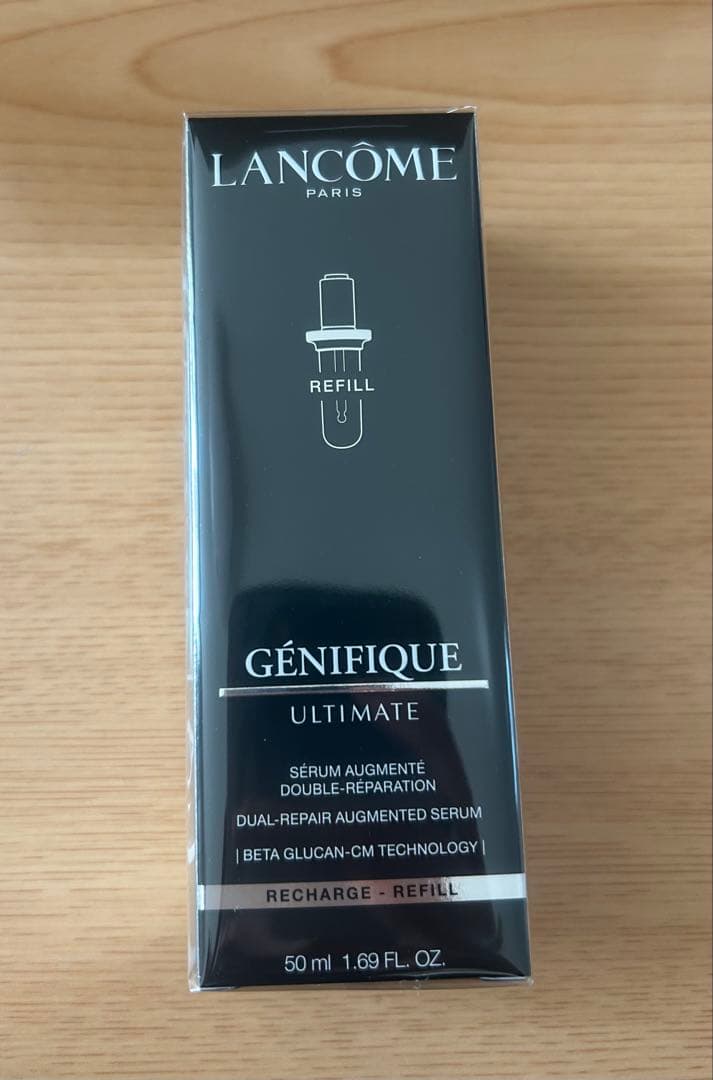 LANCÔME
PARIS
REFILL
GÉNIFIQUE
ULTIMATE
SÉRUM AUGMENTÉ
DOUBLE-RÉPARATION
DUAL-REPAIR AUGMENTED SERUM
| BETA GLUCAN-CM TECHNOLOGY |
RECHARGE - REFILL
50 ml 1.69 FL. OZ.